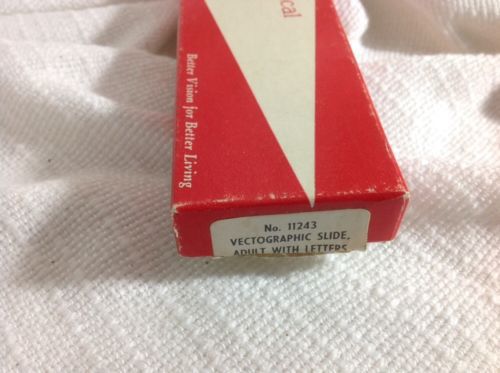 cal
Better Vision for Better Living
No. 11243
VECTOGRAPHIC SLIDE,
ADULT WITH LETTERS